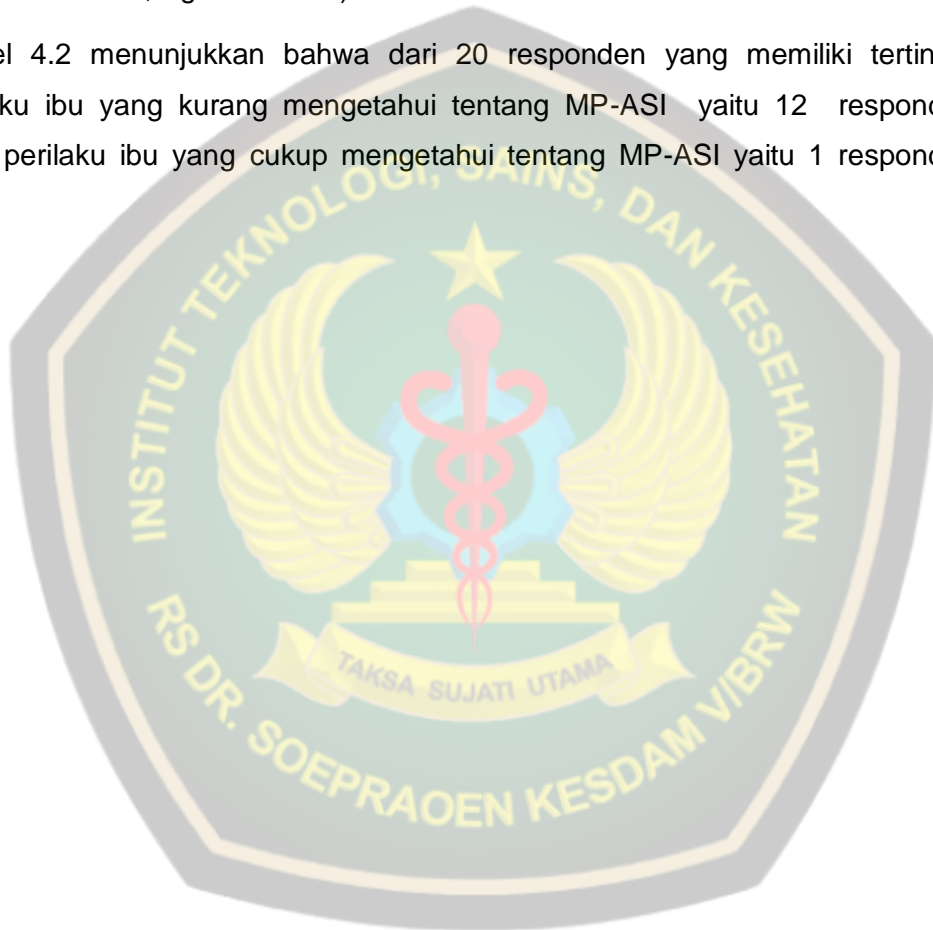 el 4.2 menunjukkan bahwa dari 20 responden yang memiliki tertin
ku ibu yang kurang mengetahui tentang MP-ASI yaitu 12 respond
perilaku ibu yang cukup mengetahui tentang MP-ASI yaitu 1 respond
INSTITUT TEKNOLOGI, SAINS, DAN KESEHATAN
TAKSA SUJATI UTAMA
RS DR. SOEPRAOEN KESDAM V/BRW